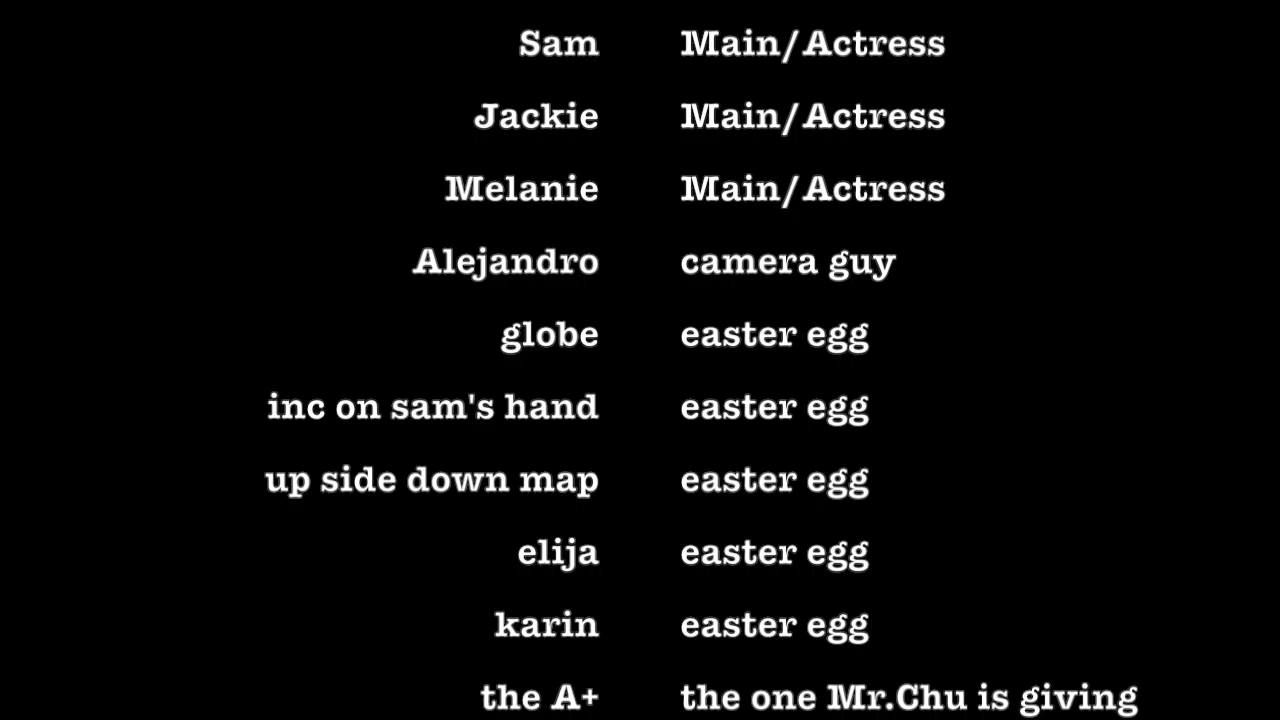 Sam Main/Actress
Jackie Main/Actress
Melanie Main/Actress
Alejandro camera guy
globe easter egg
inc on sam's hand easter egg
up side down map easter egg
elija easter egg
karin easter egg
the A+ the one Mr.Chu is giving